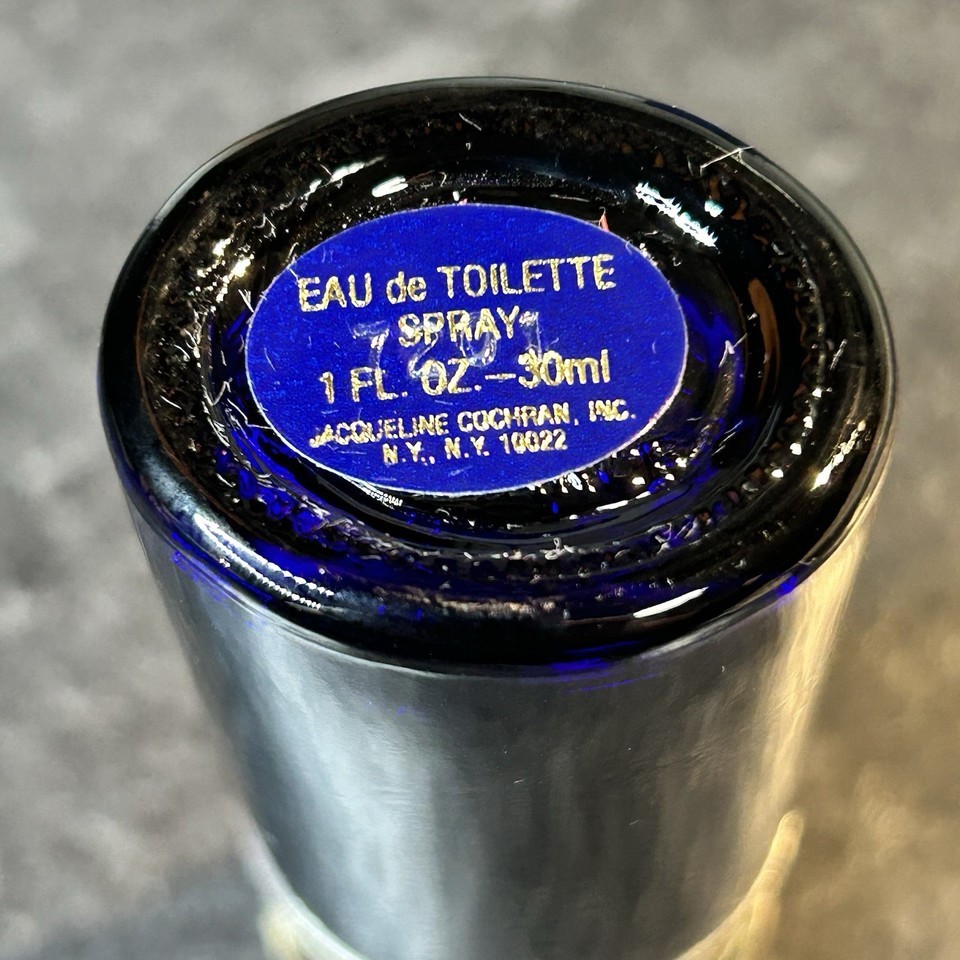 EAU de TOILETTE
SPRAY
1 FL. OZ.—30ml
JACQUELINE COCHRAN, INC.
N.Y., N.Y. 10022